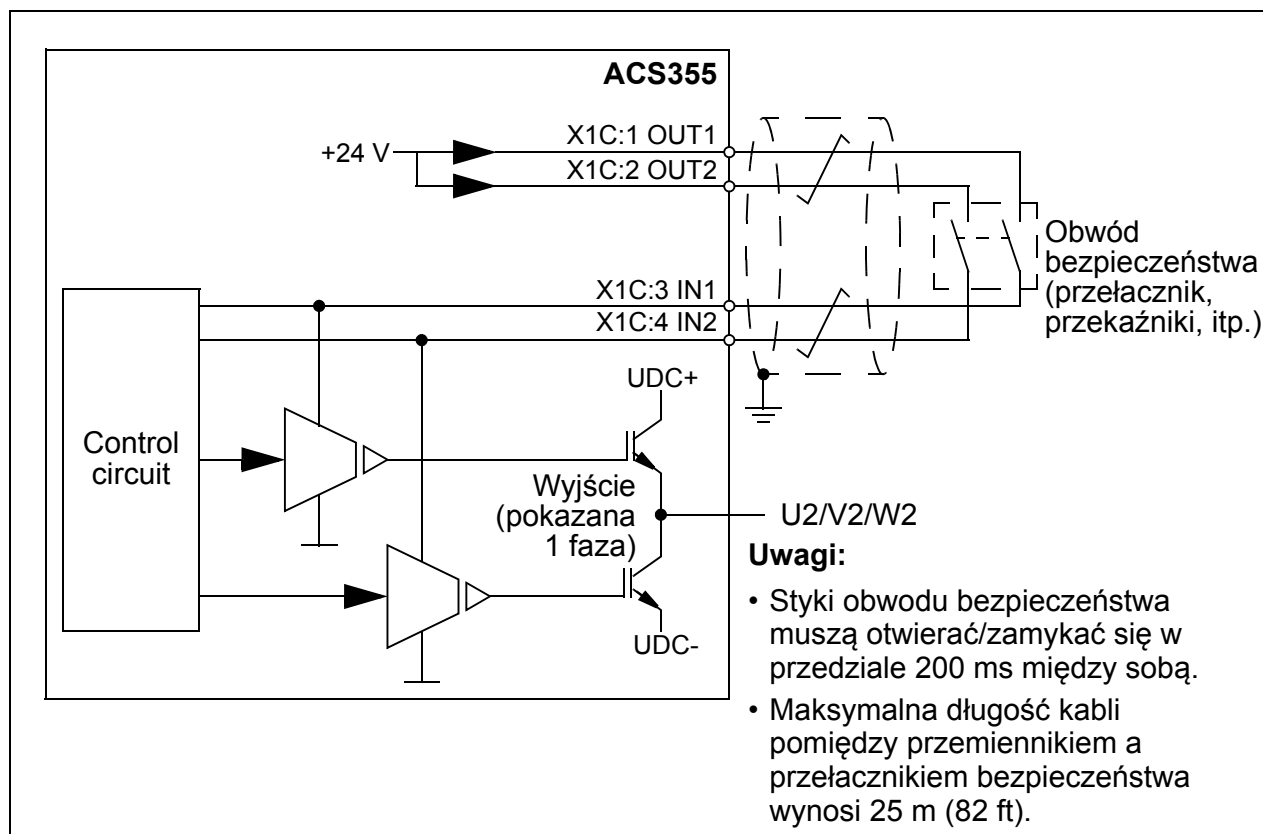 ACS355
X1C:1 OUT1
+24 V
X1C:2 OUT2
Obwód
bezpieczeństwa
(przełacznik,
przekaźniki, itp.)
X1C:3 IN1
X1C:4 IN2
UDC+
Control
circuit
Wyjście
(pokazana
1 faza)
U2/V2/W2
UDC-
Uwagi:
• Styki obwodu bezpieczeństwa
muszą otwierać/zamykać się w
przedziale 200 ms między sobą.
• Maksymalna długość kabli
pomiędzy przemiennikiem a
przełacznikiem bezpieczeństwa
wynosi 25 m (82 ft).